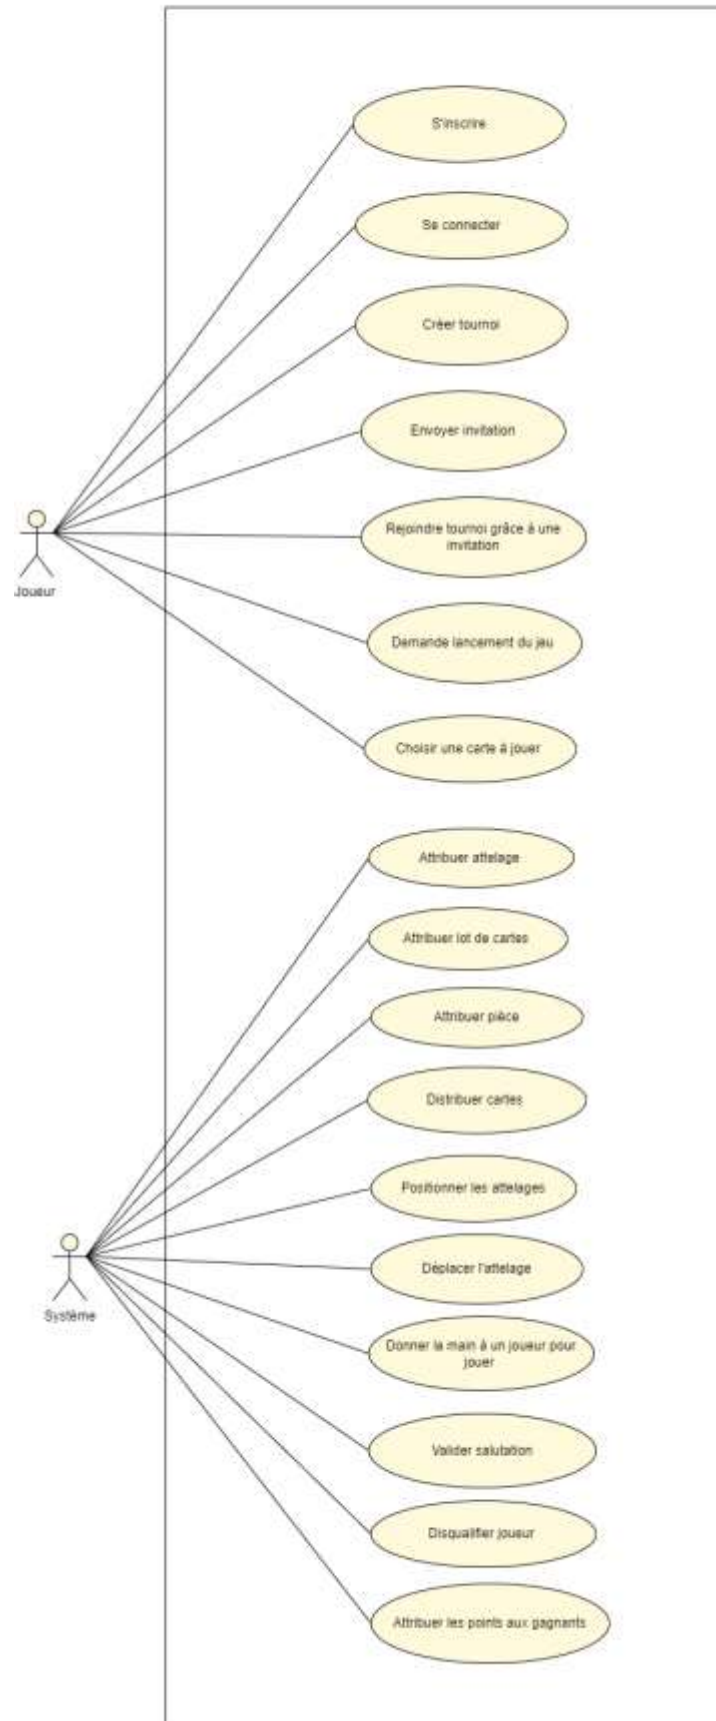 S'inscrire
Se connecter
Créer tournoi
Envoyer invitation
Rejoindre tournoi grâce à une
invitation
Joueur
Demande lancement du jeu
Choisir une carte à jouer
Attribuer attelage
Attribuer lot de cartes
Attribuer pièce
Distribuer cartes
Positionner les attelages
Déplacer l'attelage
Système
Donner la main à un joueur pour
jouer
Valider salutation
Disqualifier joueur
Attribuer les points aux gagnants